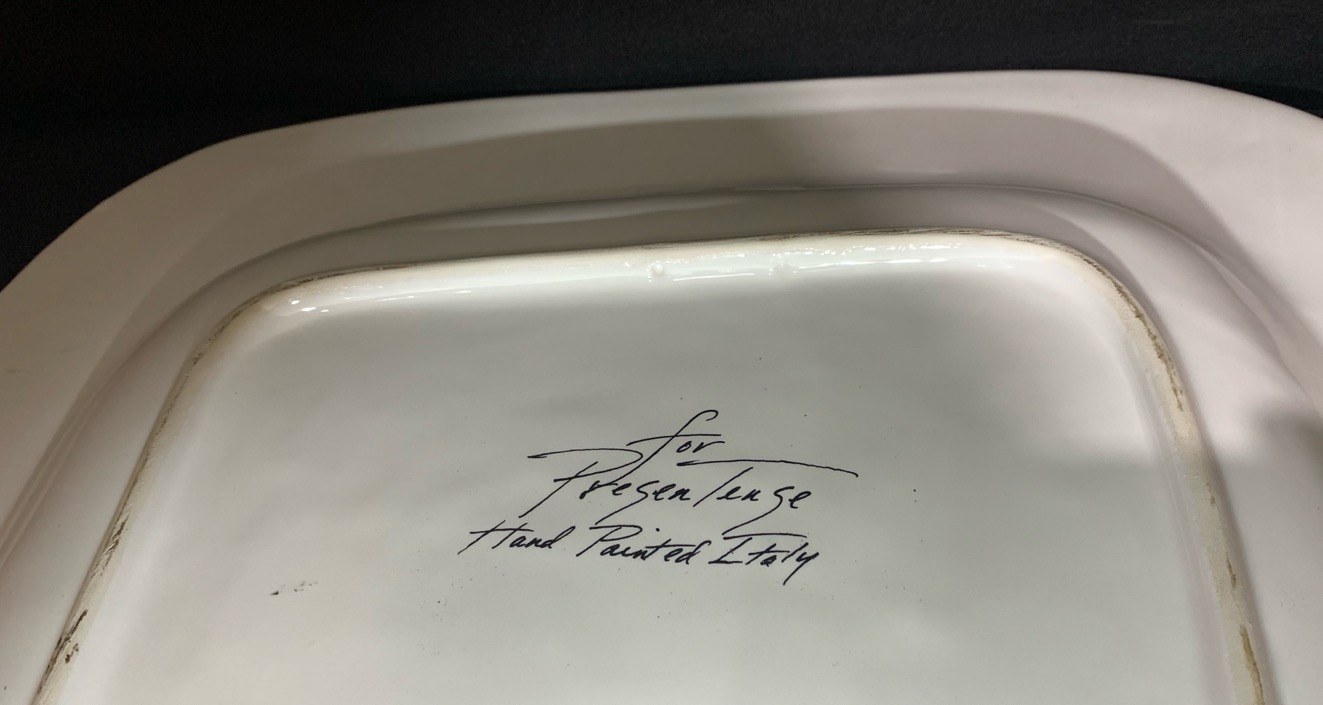 for
PresenTense
Hand Painted Italy